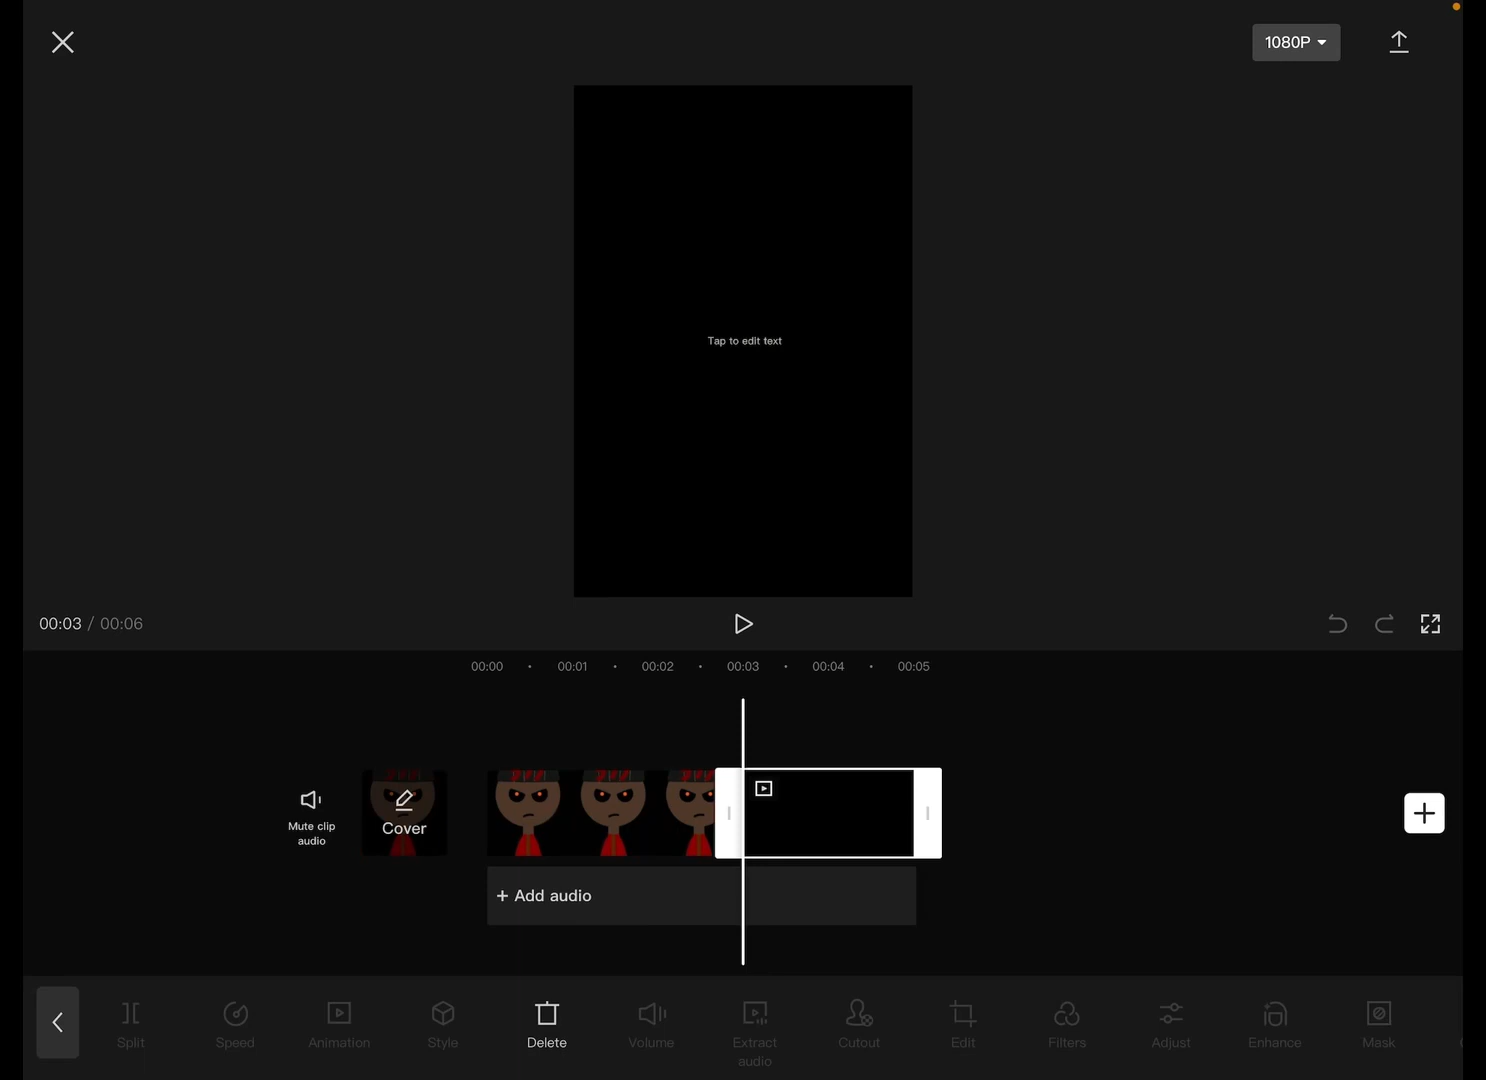 1080P
Tap to edit text
00:03 / 00:06
00:00 00:01 00:02 00:03 00:04 00:05
Mute clip
audio
Cover
+ Add audio
Split
Speed
Animation
Style
Delete
Volume
Extract
audio
Cutout
Edit
Filters
Adjust
Enhance
Mask